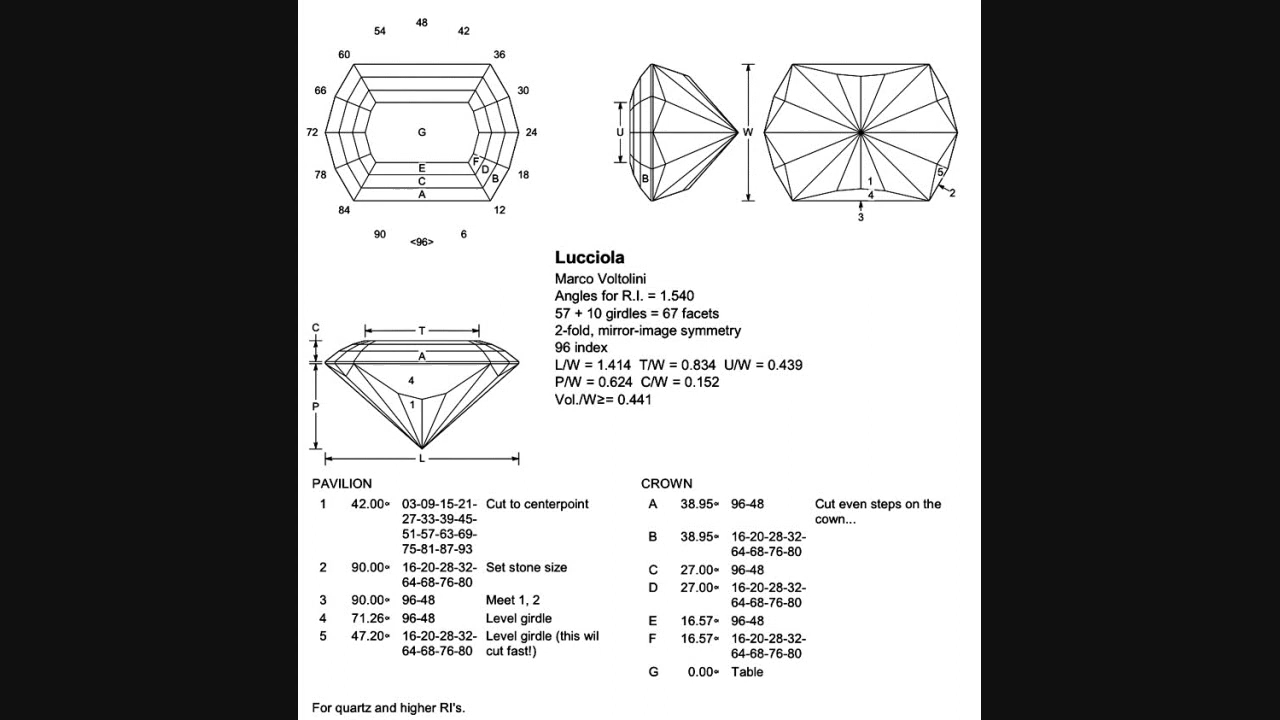 48
54 42
60 36
66 30
72 G 24
F
E D
78 C B 18
A
84 12
90 <96> 6
U W
B
1 5
4 2
3
Lucciola
Marco Voltolini
Angles for R.I. = 1.540
57 + 10 girdles = 67 facets
2-fold, mirror-image symmetry
96 index
L/W = 1.414 T/W = 0.834 U/W = 0.439
P/W = 0.624 C/W = 0.152
Vol./W≥= 0.441
C T
A
4
P 1
L
PAVILION
1 42.00° 03-09-15-21- Cut to centerpoint
27-33-39-45-
51-57-63-69-
75-81-87-93
2 90.00° 16-20-28-32- Set stone size
64-68-76-80
3 90.00° 96-48 Meet 1, 2
4 71.26° 96-48 Level girdle
5 47.20° 16-20-28-32- Level girdle (this wil
64-68-76-80 cut fast!)
CROWN
A 38.95° 96-48 Cut even steps on the
cown...
B 38.95° 16-20-28-32-
64-68-76-80
C 27.00° 96-48
D 27.00° 16-20-28-32-
64-68-76-80
E 16.57° 96-48
F 16.57° 16-20-28-32-
64-68-76-80
G 0.00° Table
For quartz and higher RI's.